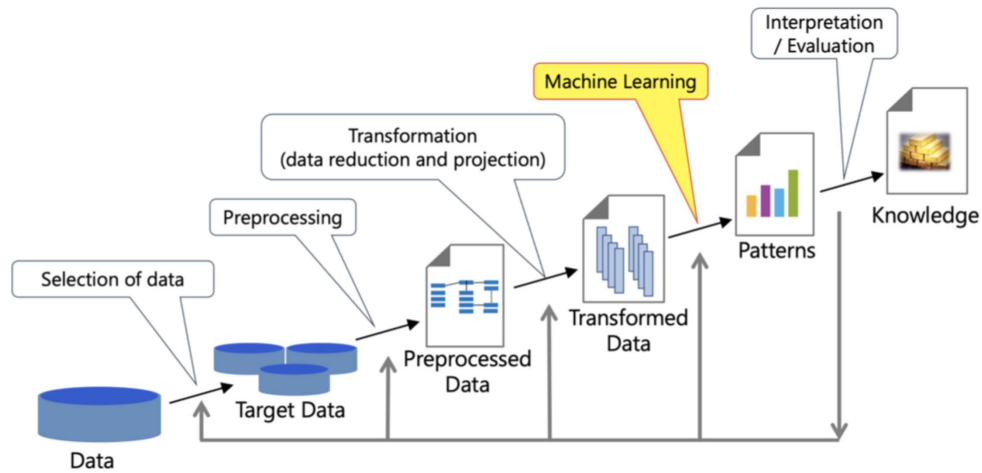 Interpretation
/ Evaluation
Machine Learning
Transformation
(data reduction and projection)
Preprocessing
Selection of data
Knowledge
Patterns
Transformed
Data
Preprocessed
Data
Target Data
Data